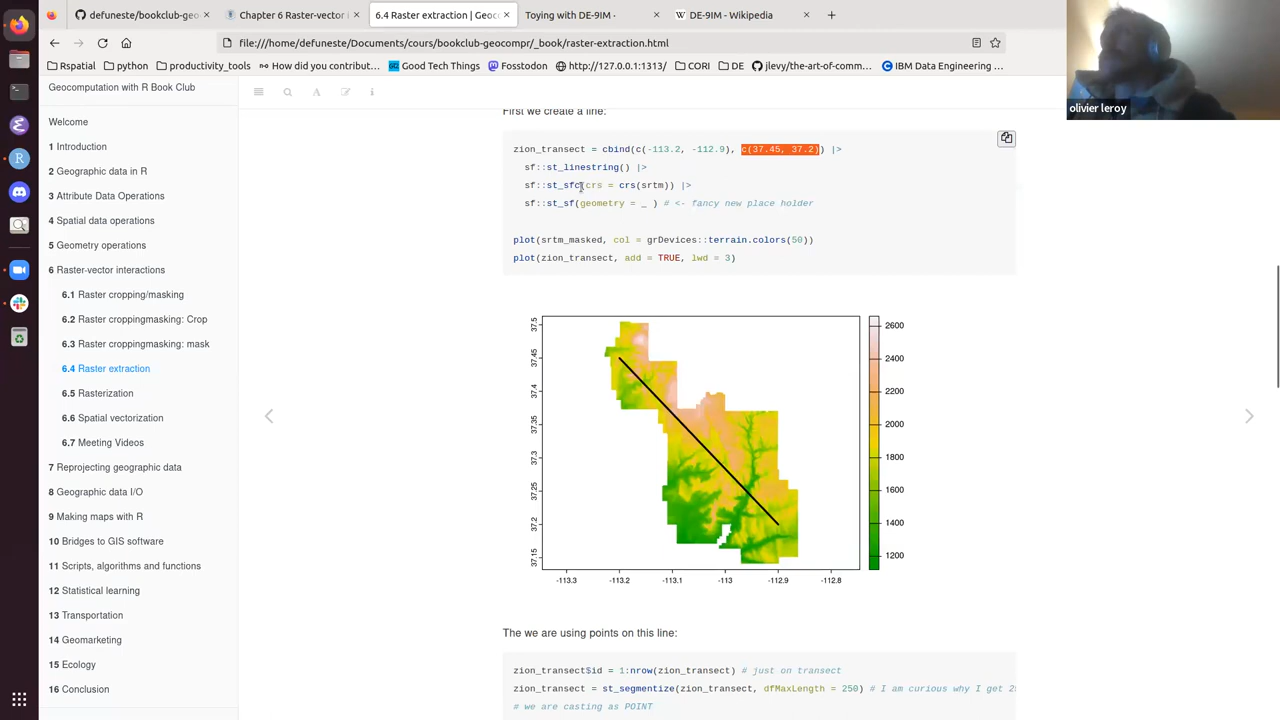 defuneste/bookclub-geo
Chapter 6 Raster-vector i
6.4 Raster extraction | Geoc
Toying with DE-9IM ·
DE-9IM - Wikipedia
file:///home/defuneste/Documents/cours/bookclub-geocompr/_book/raster-extraction.html
Rspatial
python
productivity_tools
How did you contribut...
Good Tech Things
Fosstodon
http://127.0.0.1:1313/
CORI
DE
jlevy/the-art-of-comm...
IBM Data Engineering ...
olivier leroy
Geocomputation with R Book Club
Welcome
1 Introduction
2 Geographic data in R
3 Attribute Data Operations
4 Spatial data operations
5 Geometry operations
6 Raster-vector interactions
6.1 Raster cropping/masking
6.2 Raster croppingmasking: Crop
6.3 Raster croppingmasking: mask
6.4 Raster extraction
6.5 Rasterization
6.6 Spatial vectorization
6.7 Meeting Videos
7 Reprojecting geographic data
8 Geographic data I/O
9 Making maps with R
10 Bridges to GIS software
11 Scripts, algorithms and functions
12 Statistical learning
13 Transportation
14 Geomarketing
15 Ecology
16 Conclusion
First we create a line:
zion_transect = cbind(c(-113.2, -112.9), c(37.45, 37.2)) |>
sf::st_linestring() |>
sf::st_sfc(crs = crs(srtm)) |>
sf::st_sf(geometry = _ ) # <- fancy new place holder
plot(srtm_masked, col = grDevices::terrain.colors(50))
plot(zion_transect, add = TRUE, lwd = 3)
37.5
37.45
37.4
37.35
37.3
37.25
37.2
37.15
-113.3
-113.2
-113.1
-113
-112.9
-112.8
2600
2400
2200
2000
1800
1600
1400
1200
The we are using points on this line:
zion_transect$id = 1:nrow(zion_transect) # just on transect
zion_transect = st_segmentize(zion_transect, dfMaxLength = 250) # I am curious why I get 2
# we are casting as POINT